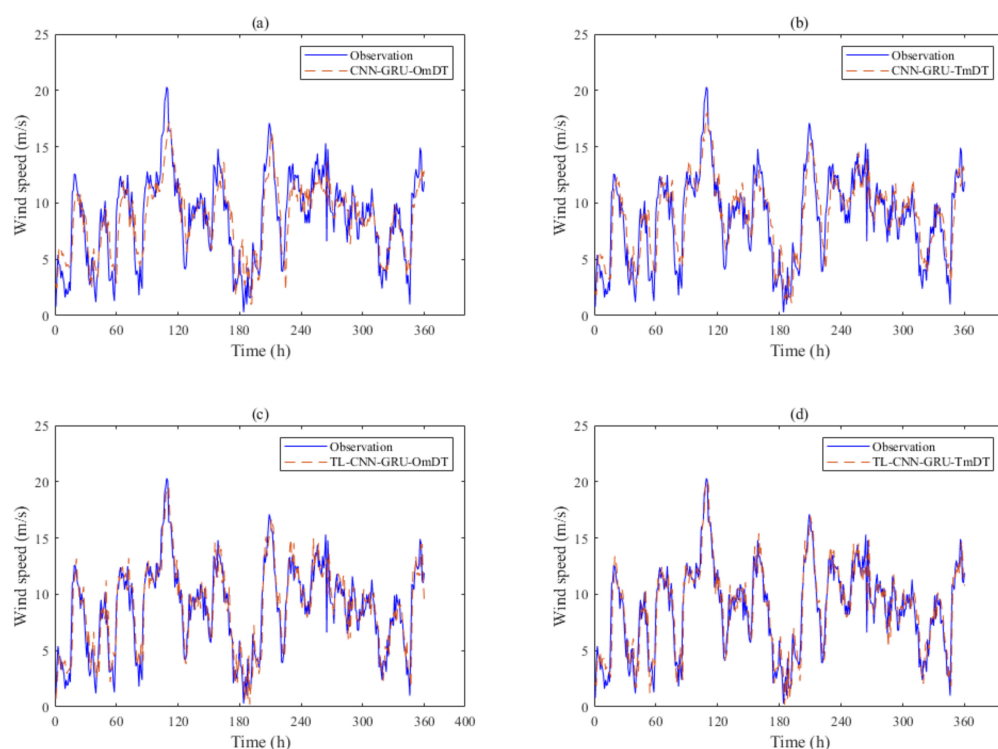 (a)
25
20
15
10
5
0
Wind speed (m/s)
Observation
CNN-GRU-OmDT
0 60 120 180 240 300 360 400
Time (h)
(b)
25
20
15
10
5
0
Wind speed (m/s)
Observation
CNN-GRU-TmDT
0 60 120 180 240 300 360
Time (h)
(c)
25
20
15
10
5
0
Wind speed (m/s)
Observation
TL-CNN-GRU-OmDT
0 60 120 180 240 300 360 400
Time (h)
(d)
25
20
15
10
5
0
Wind speed (m/s)
Observation
TL-CNN-GRU-TmDT
0 60 120 180 240 300 360
Time (h)